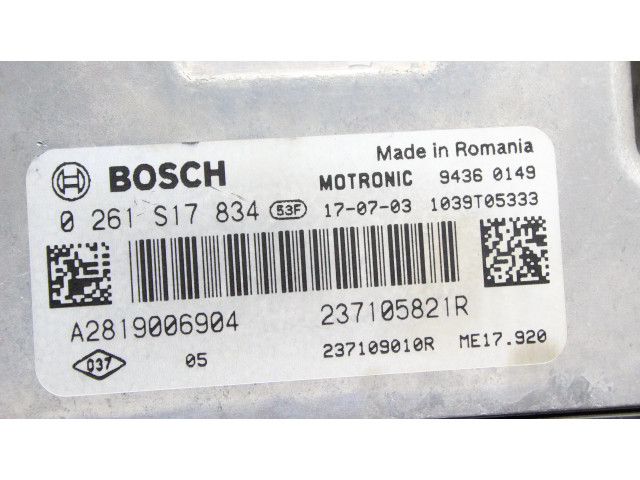 Made in Romania
BOSCH
MOTRONIC 9436 0149
0 261 S17 834 53F 17-07-03 1039T05333
A2819006904 237105821R
037 05 237109010R ME17.920